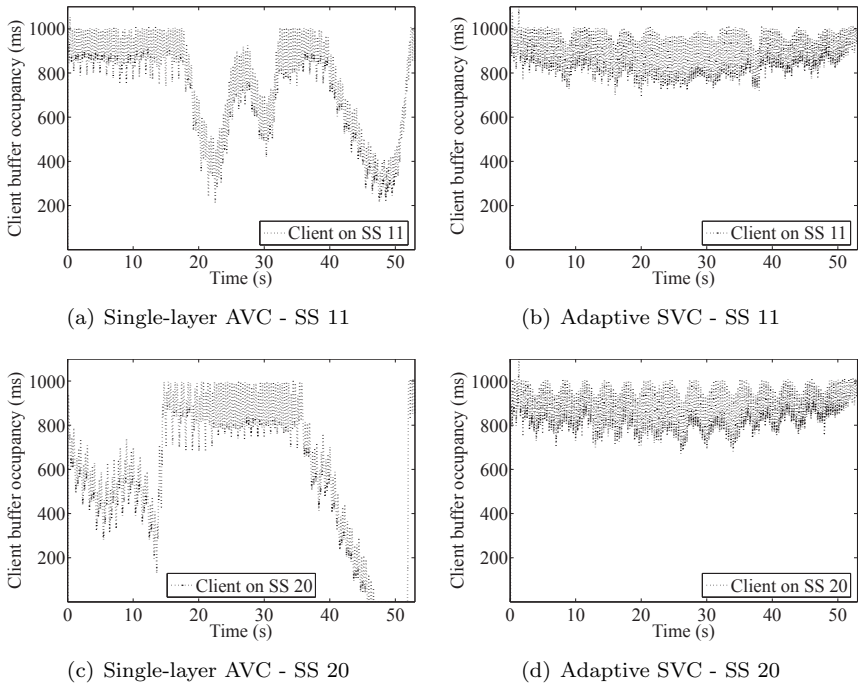 Client buffer occupancy (ms)
1000
800
600
400
200
0 10 20 30 40 50
Time (s)
Client on SS 11
(a) Single-layer AVC - SS 11
Client buffer occupancy (ms)
1000
800
600
400
200
0 10 20 30 40 50
Time (s)
Client on SS 11
(b) Adaptive SVC - SS 11
Client buffer occupancy (ms)
1000
800
600
400
200
0 10 20 30 40 50
Time (s)
Client on SS 20
(c) Single-layer AVC - SS 20
Client buffer occupancy (ms)
1000
800
600
400
200
0 10 20 30 40 50
Time (s)
Client on SS 20
(d) Adaptive SVC - SS 20